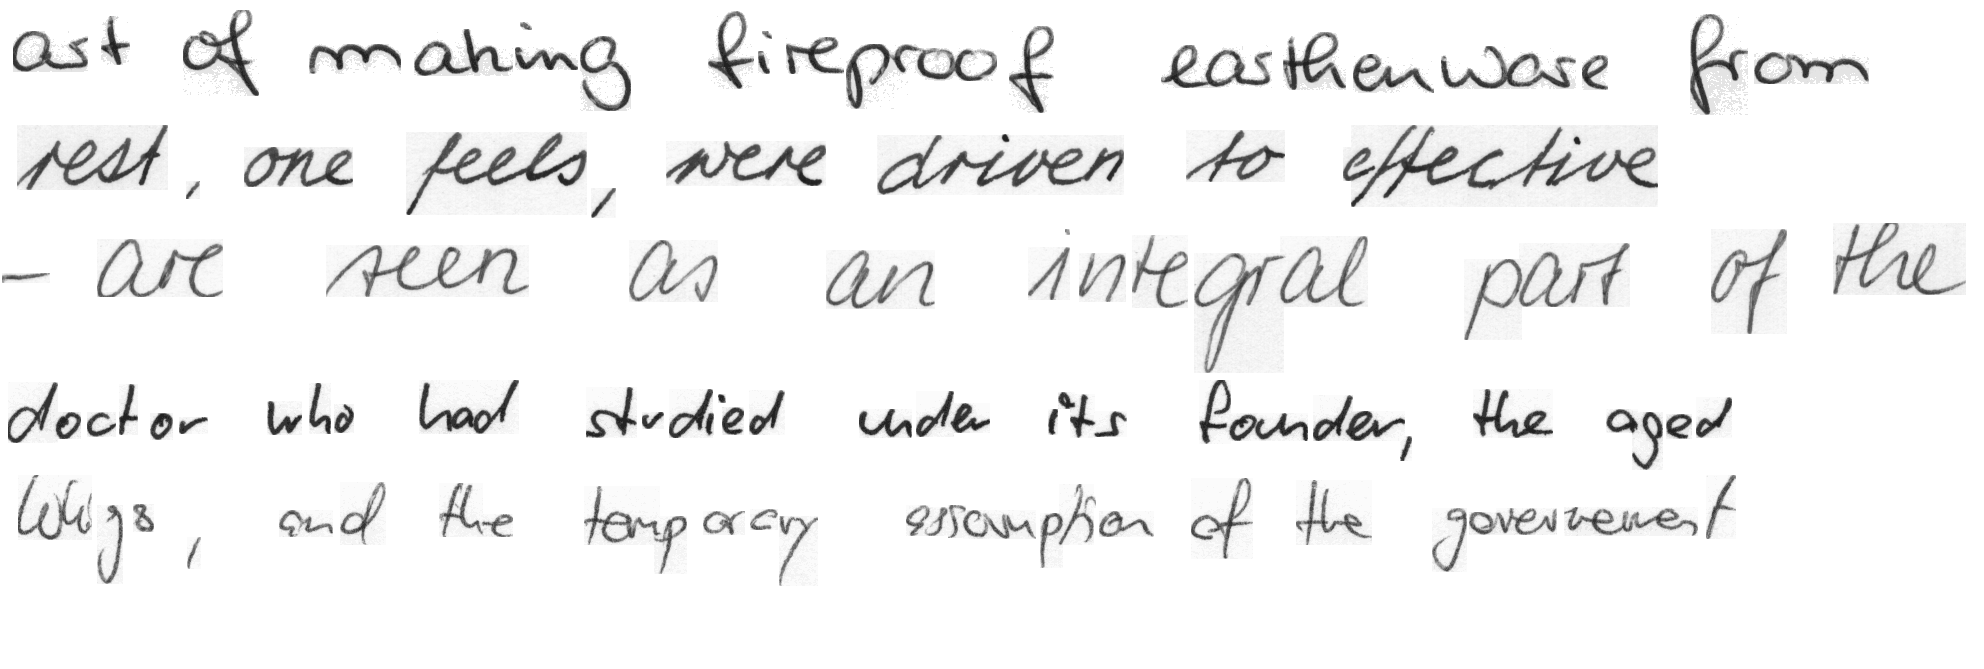 art of making fireproof earthenware from
rest, one feels, were driven to effective
- are seen as an integral part of the
doctor who had studied under its founder, the aged
Whigs, and the temporary assumption of the government